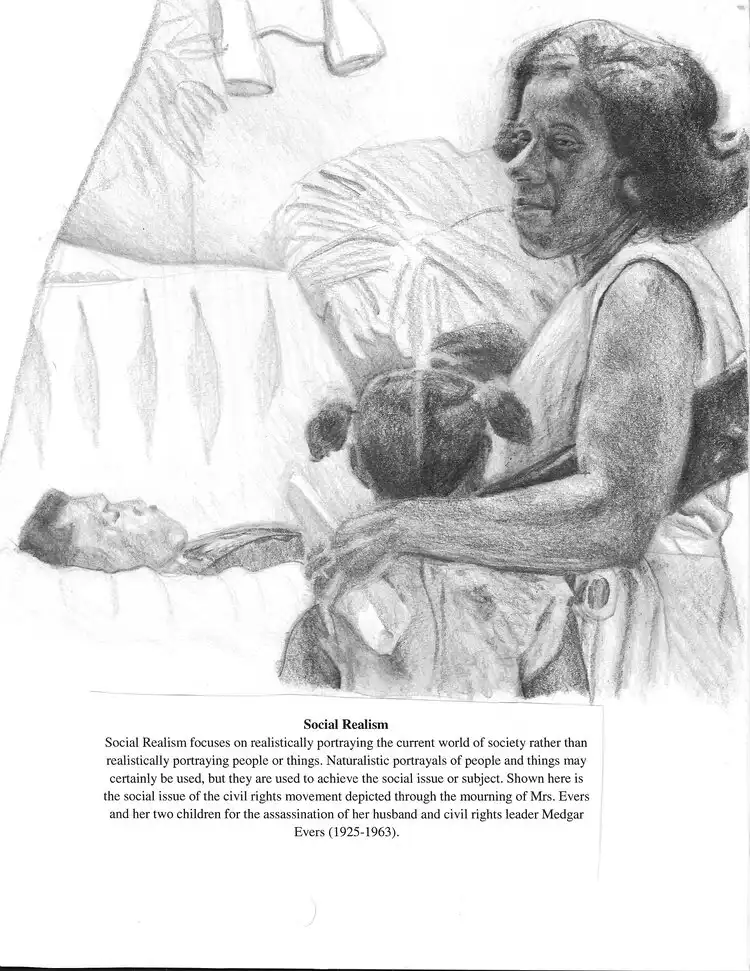 Social Realism
Social Realism focuses on realistically portraying the current world of society rather than
realistically portraying people or things. Naturalistic portrayals of people and things may
certainly be used, but they are used to achieve the social issue or subject. Shown here is
the social issue of the civil rights movement depicted through the mourning of Mrs. Evers
and her two children for the assassination of her husband and civil rights leader Medgar
Evers (1925-1963).